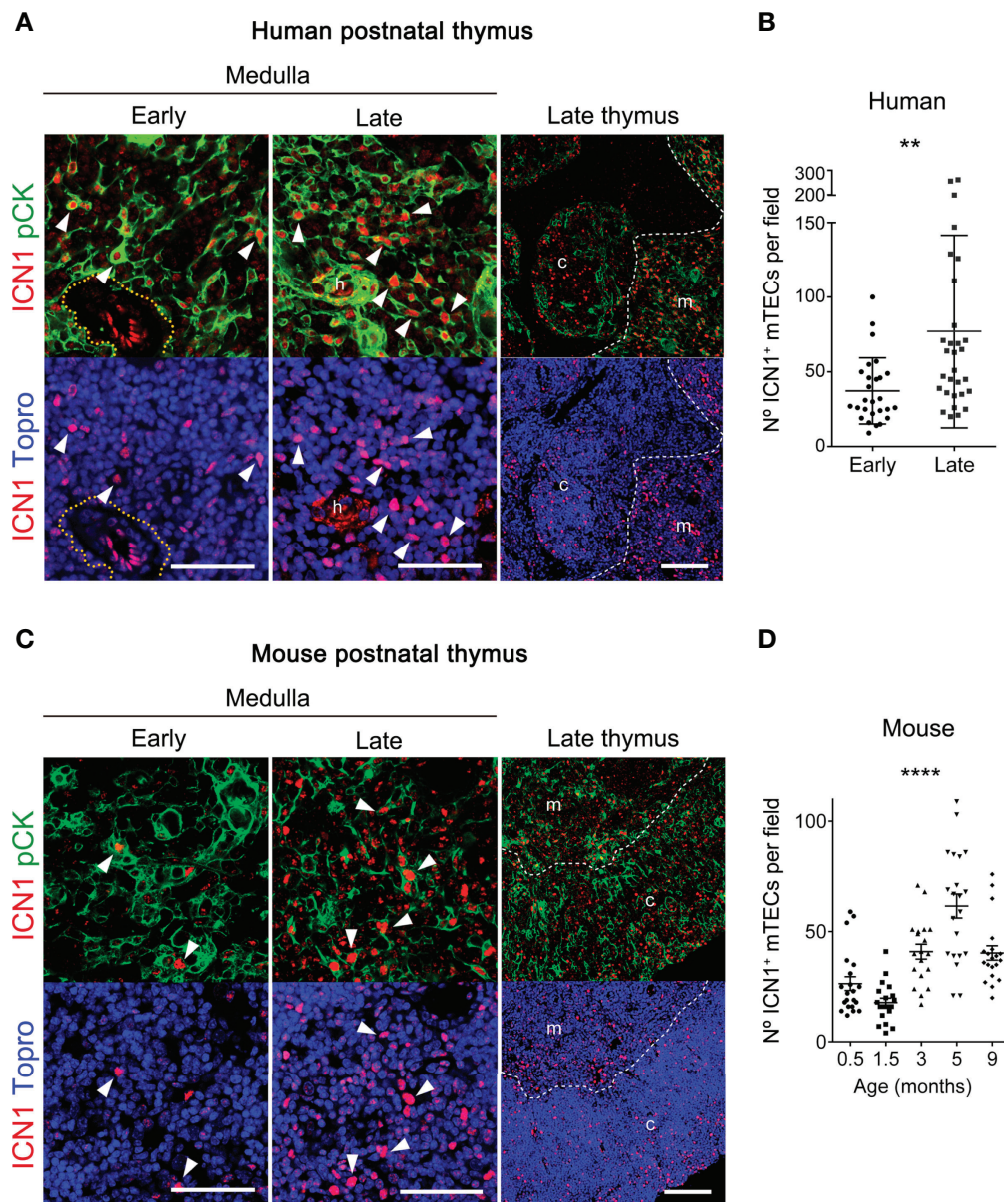 A
Human postnatal thymus
Medulla
Early
Late
Late thymus
ICN1 pCK
h
c
m
ICN1 Topro
h
c
m
B
Human
**
Nº ICN1⁺ mTECs per field
300
200
150
100
50
0
Early
Late
C
Mouse postnatal thymus
Medulla
Early
Late
Late thymus
ICN1 pCK
m
c
ICN1 Topro
m
c
D
Mouse
****
Nº ICN1⁺ mTECs per field
100
50
0
0.5 1.5 3 5 9
Age (months)